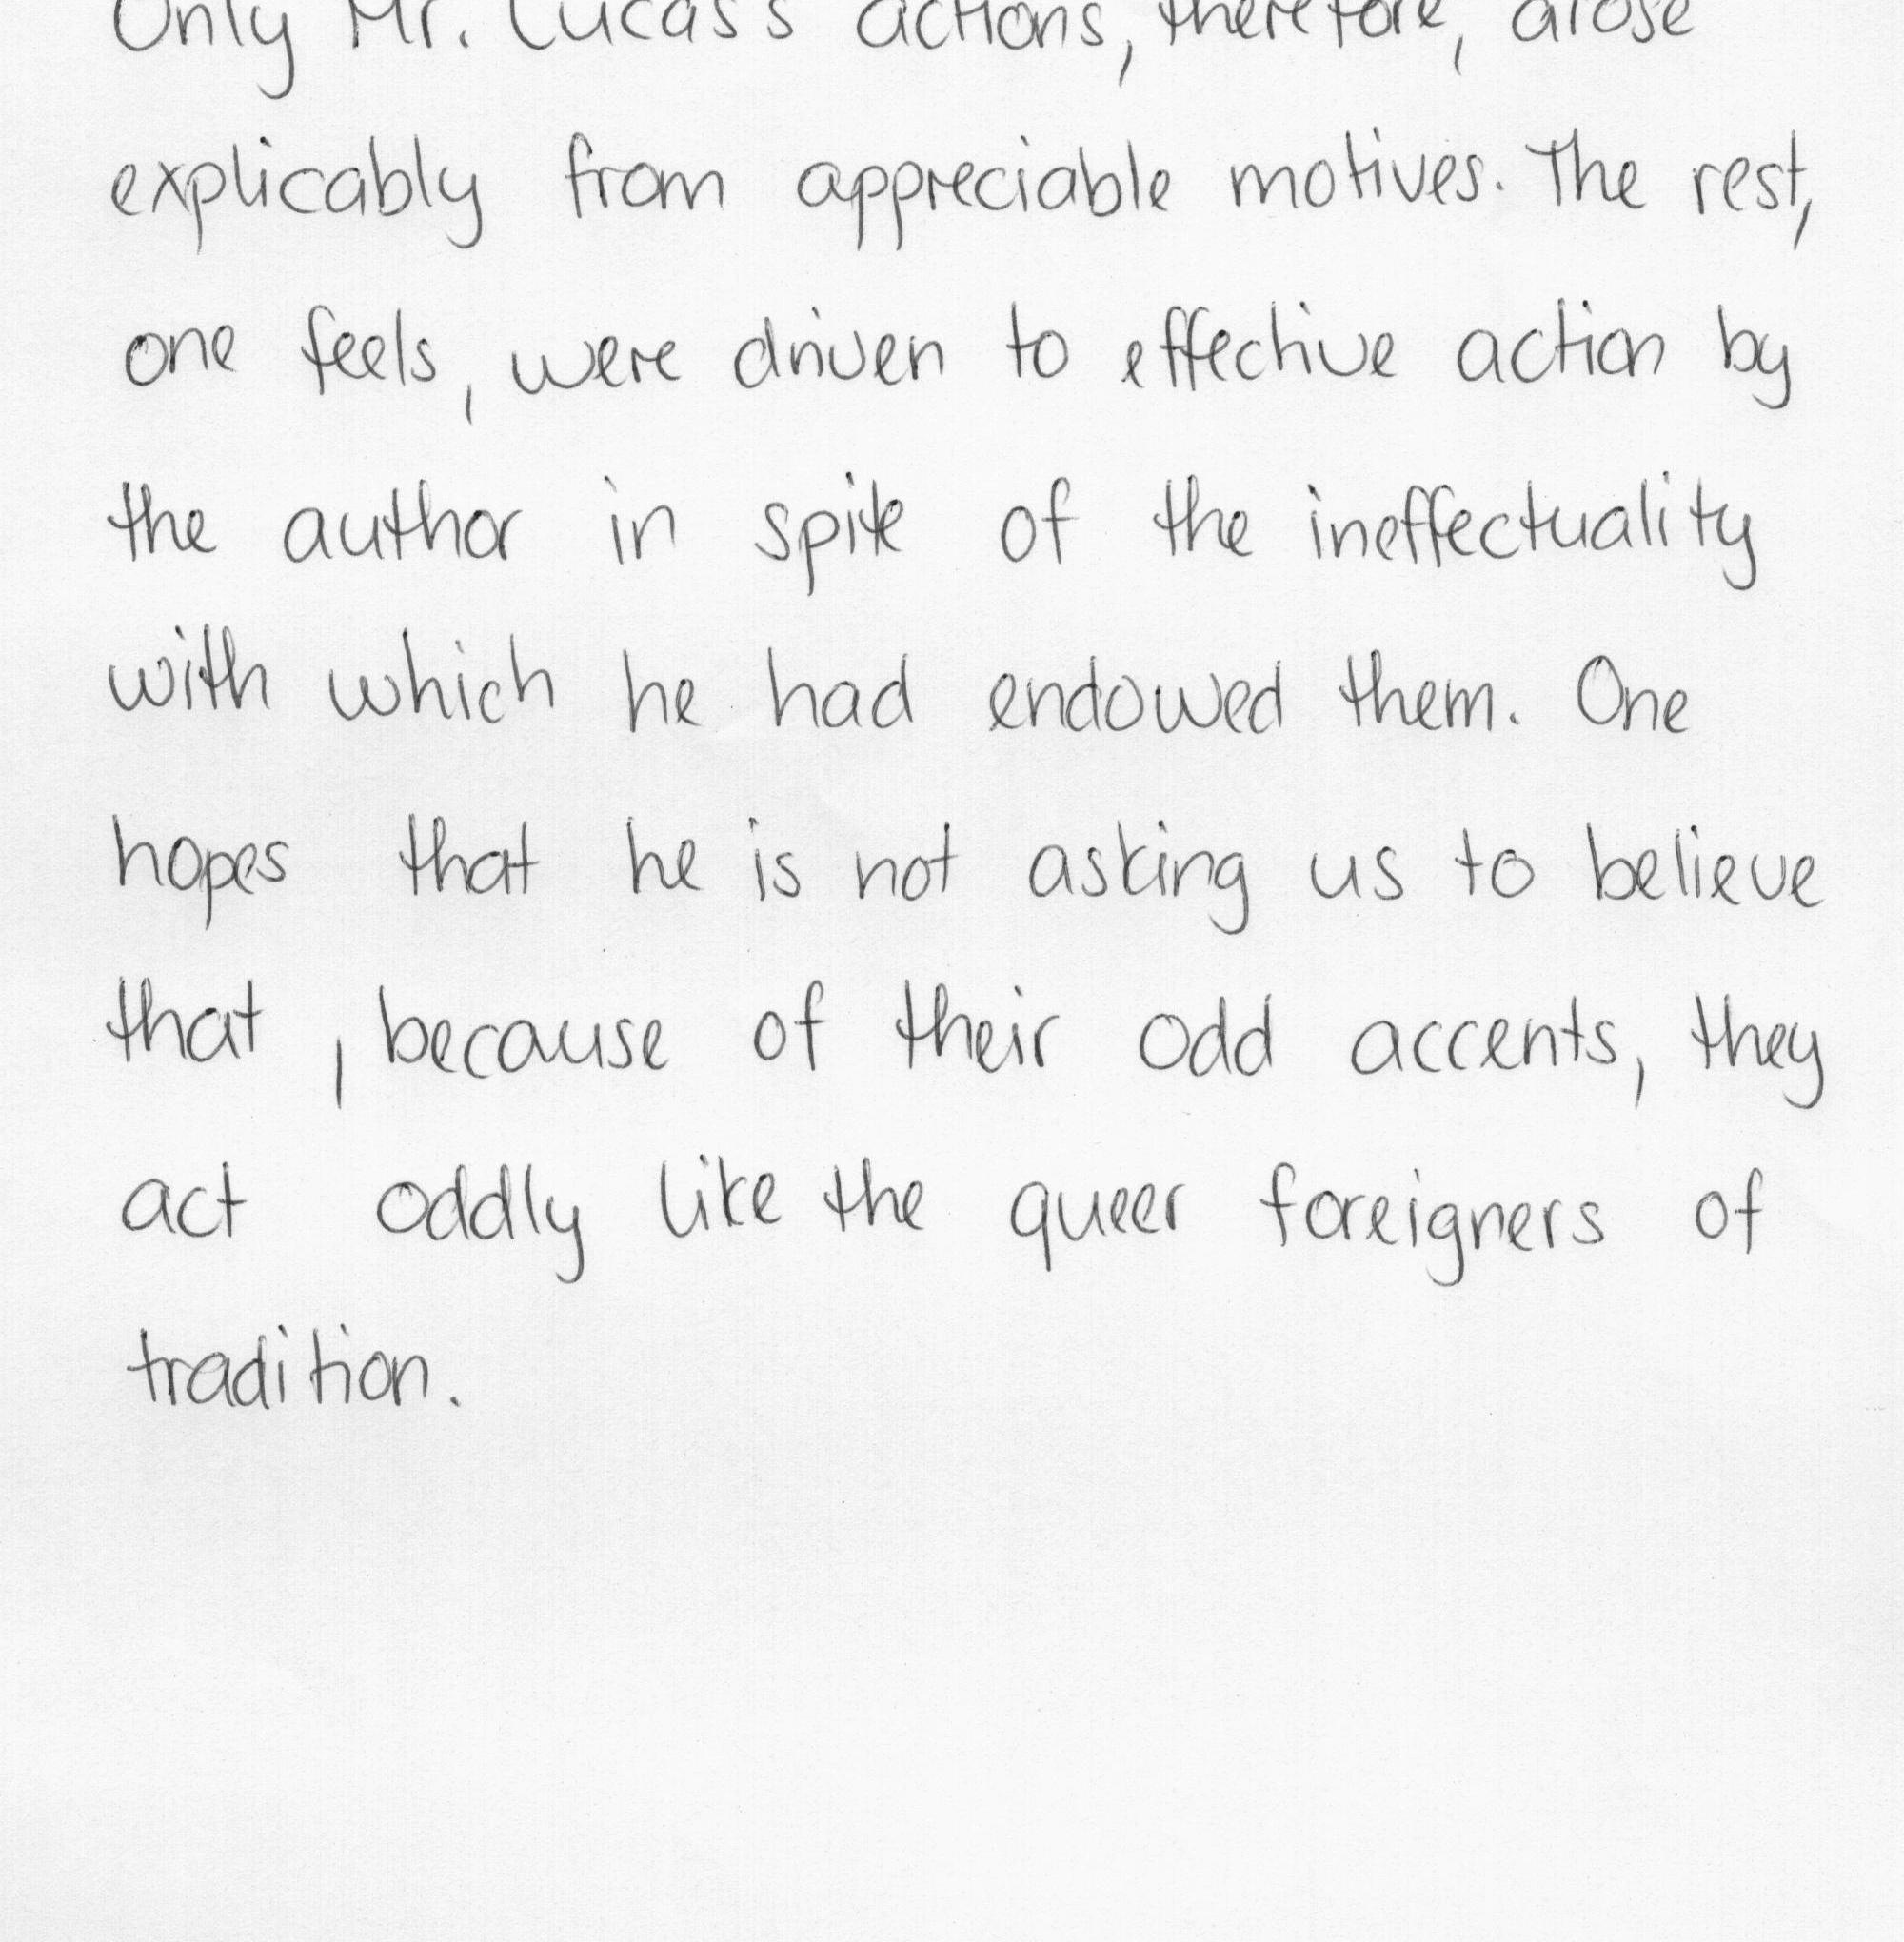 Only Mr. Lucas's actions, therefore, arose
explicably from appreciable motives. The rest,
one feels, were driven to effective action by
the author in spite of the ineffectuality
with which he had endowed them. One
hopes that he is not asking us to believe
that, because of their odd accents, they
act oddly like the queer foreigners of
tradition.